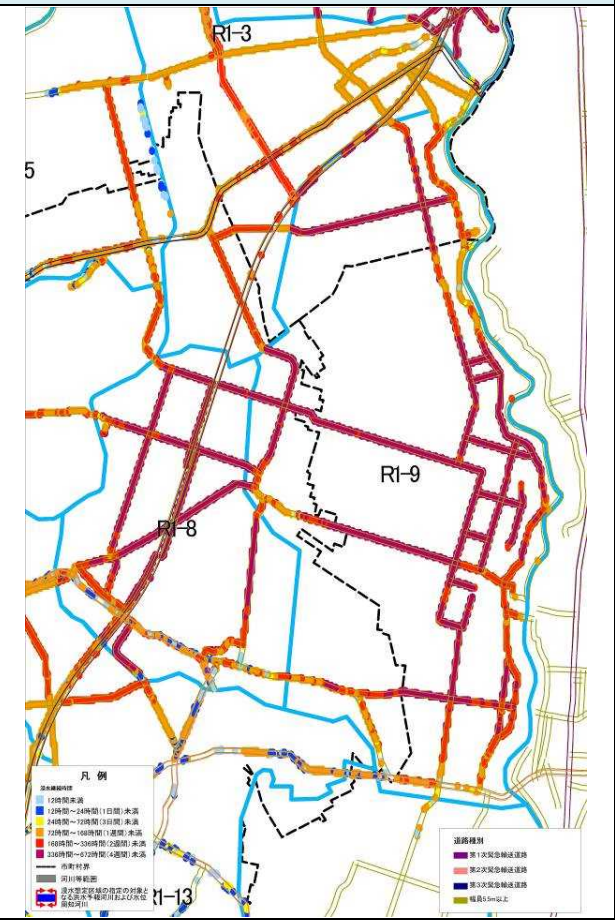 R1-3
5
R1-9
R1-8
R1-13
凡 例
浸水継続時間
12時間未満
12時間~24時間(1日間)未満
24時間~72時間(3日間)未満
72時間~168時間(1週間)未満
168時間~336時間(2週間)未満
336時間~672時間(4週間)未満
市町村界
河川等範囲
浸水想定区域の指定の対象と
なる洪水予報河川および水位
周知河川
道路種別
第1次緊急輸送道路
第2次緊急輸送道路
第3次緊急輸送道路
幅員5.5m以上